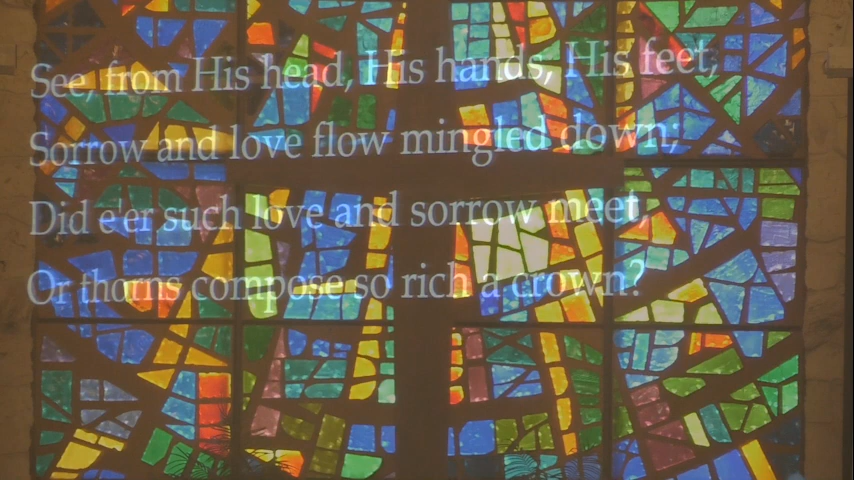 See, from His head, His hands, His feet,
Sorrow and love flow mingled down;
Did e'er such love and sorrow meet,
Or thorns compose so rich a crown?